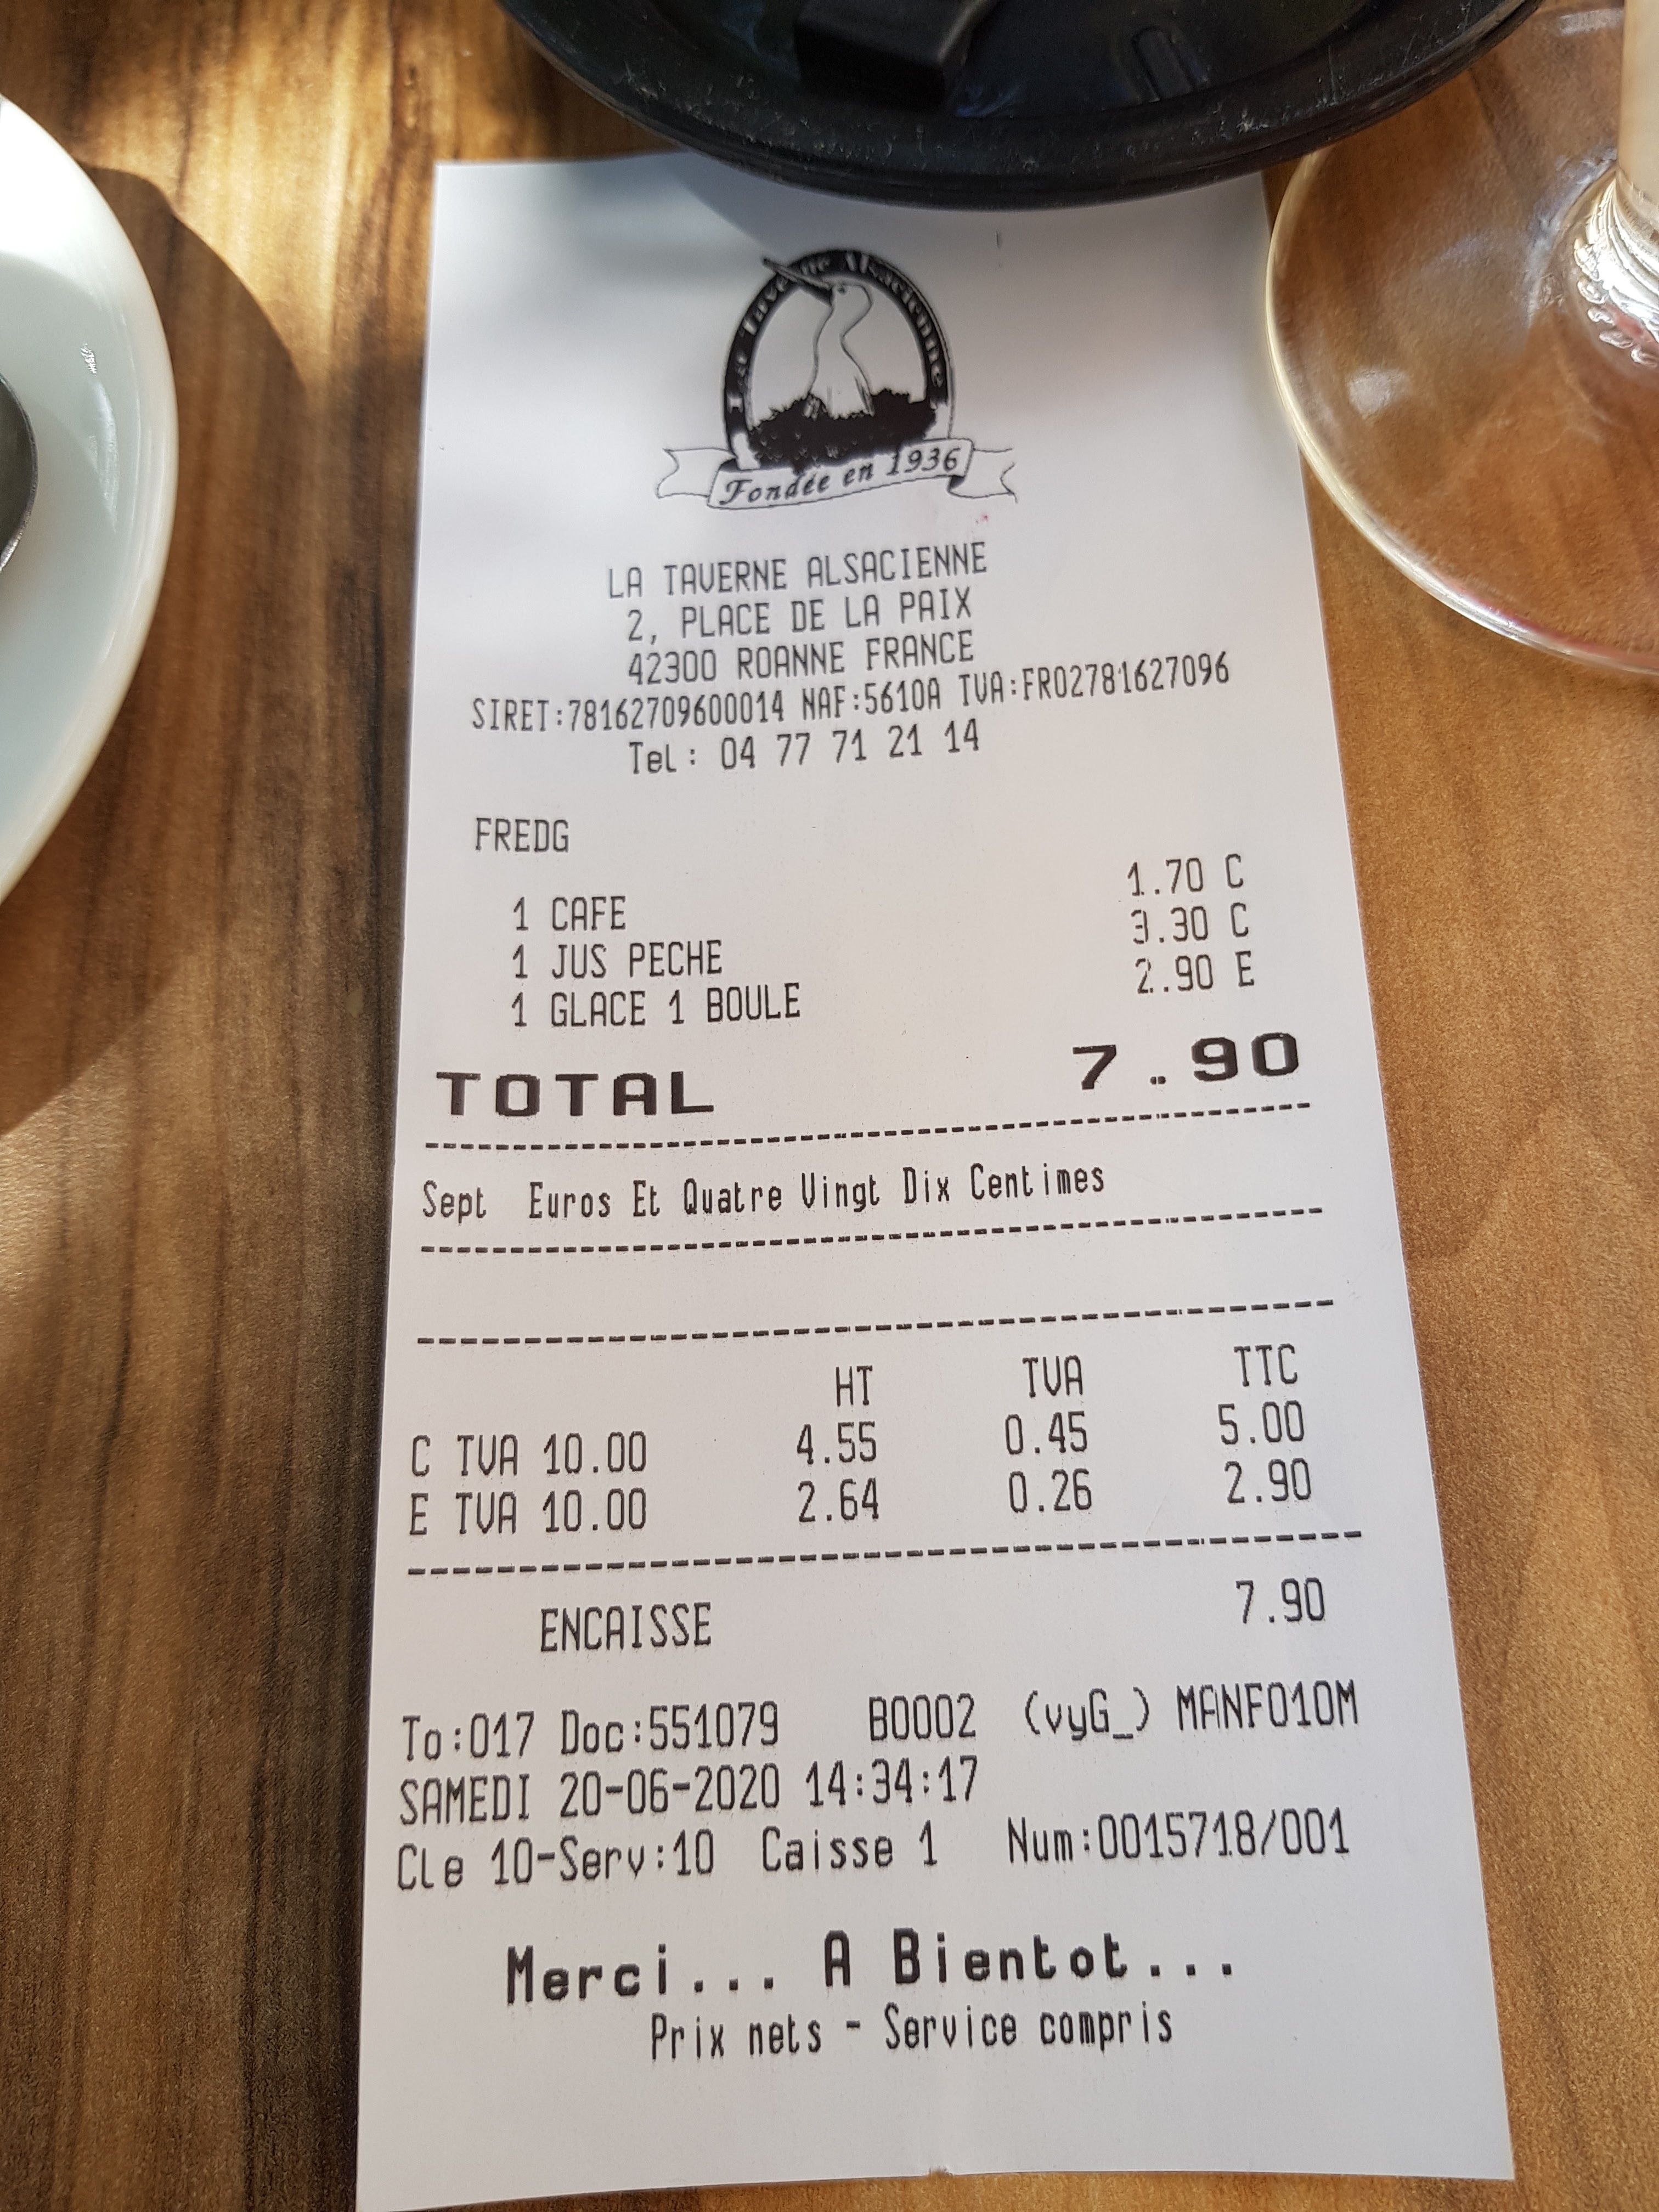 La Taverne Alsacienne
Fondée en 1936
LA TAVERNE ALSACIENNE
2, PLACE DE LA PAIX
42300 ROANNE FRANCE
SIRET:78162709600014 NAF:5610A TVA:FR02781627096
Tel: 04 77 71 21 14
FREDG
1 CAFE 1.70 C
1 JUS PECHE 3.30 C
1 GLACE 1 BOULE 2.90 E
TOTAL 7.90
Sept Euros Et Quatre Vingt Dix Centimes
HT TVA TTC
C TVA 10.00 4.55 0.45 5.00
E TVA 10.00 2.64 0.26 2.90
ENCAISSE 7.90
To:017 Doc:551079 B0002 (vyG_) MANF010M
SAMEDI 20-06-2020 14:34:17
Cle 10-Serv:10 Caisse 1 Num:0015718/001
Merci... A Bientot...
Prix nets - Service compris